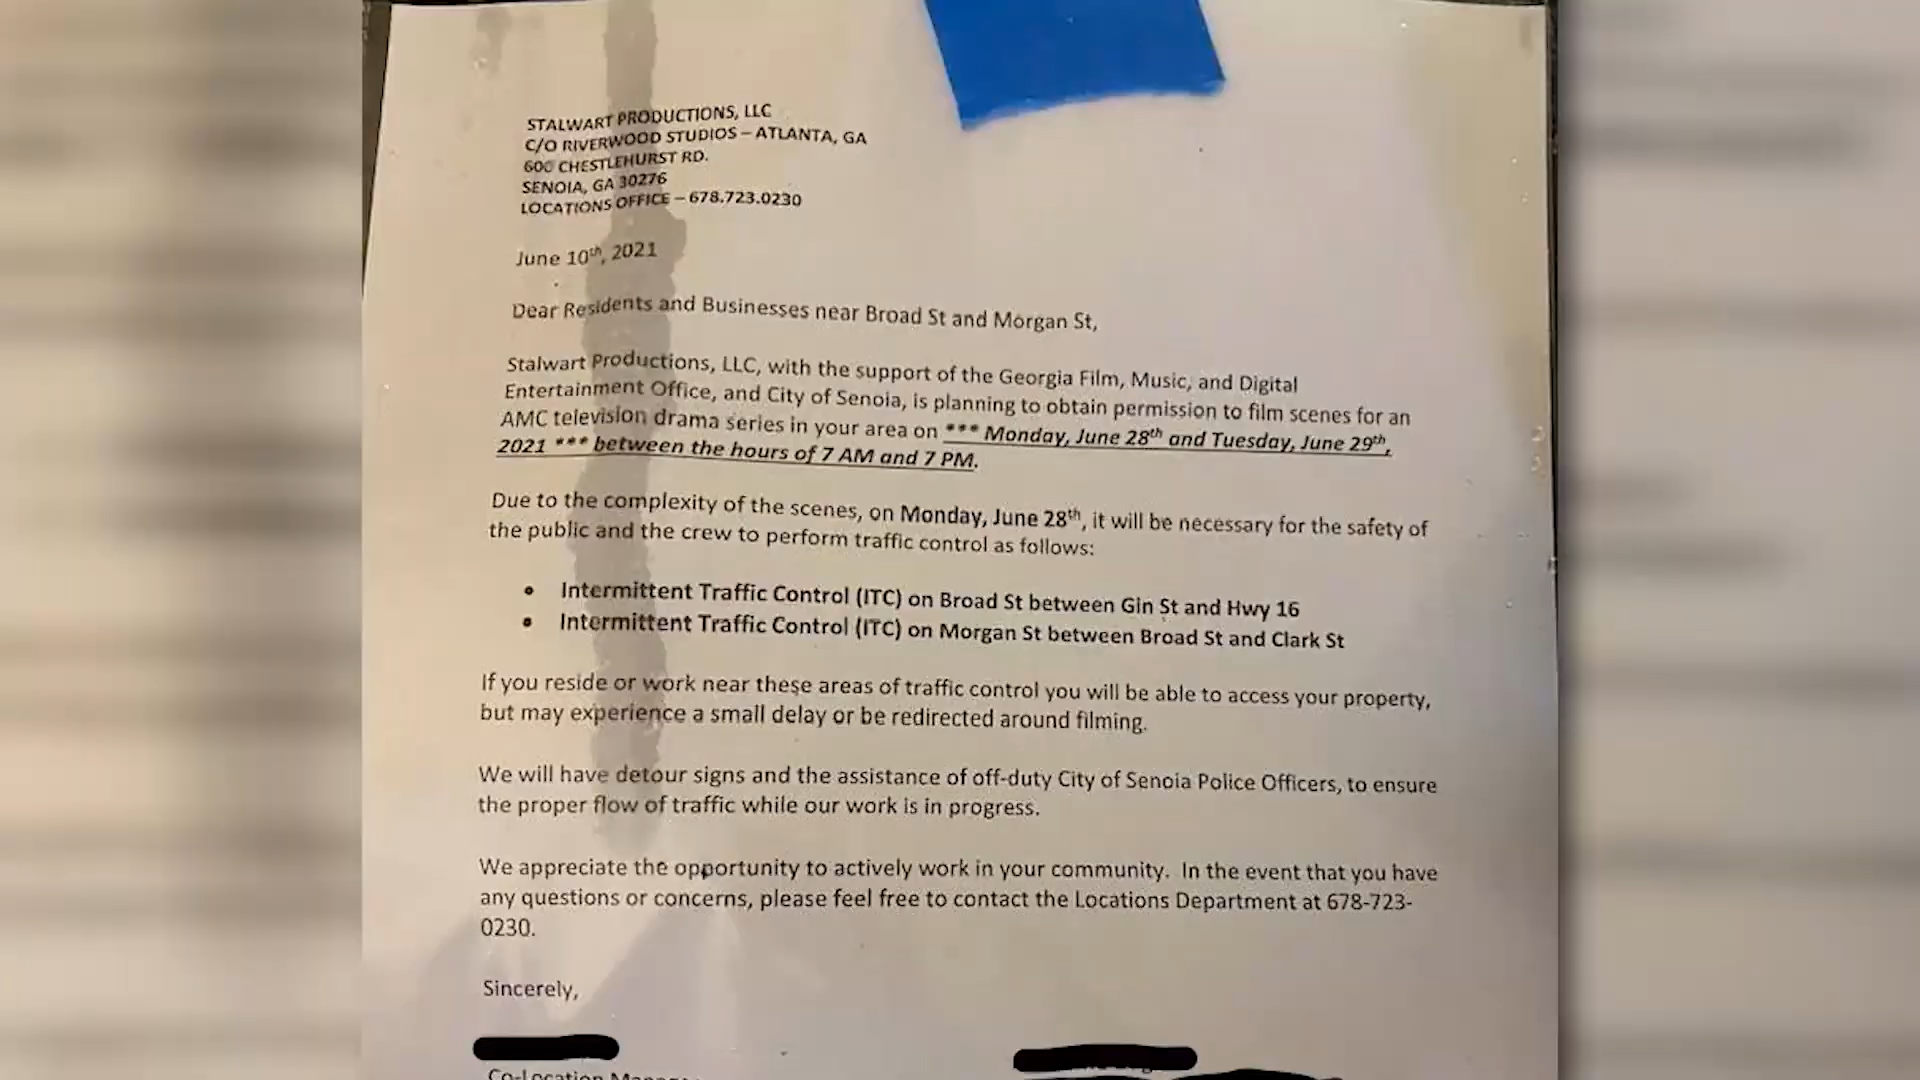 STALWART PRODUCTIONS, LLC
C/O RIVERWOOD STUDIOS – ATLANTA, GA
600 CHESTLEHURST RD.
SENOIA, GA 30276
LOCATIONS OFFICE – 678.723.0230
June 10th, 2021
Dear Residents and Businesses near Broad St and Morgan St,
Stalwart Productions, LLC, with the support of the Georgia Film, Music, and Digital
Entertainment Office, and City of Senoia, is planning to obtain permission to film scenes for an
AMC television drama series in your area on *** Monday, June 28th and Tuesday, June 29th,
2021 *** between the hours of 7 AM and 7 PM.
Due to the complexity of the scenes, on Monday, June 28th, it will be necessary for the safety of
the public and the crew to perform traffic control as follows:
• Intermittent Traffic Control (ITC) on Broad St between Gin St and Hwy 16
• Intermittent Traffic Control (ITC) on Morgan St between Broad St and Clark St
If you reside or work near these areas of traffic control you will be able to access your property,
but may experience a small delay or be redirected around filming.
We will have detour signs and the assistance of off-duty City of Senoia Police Officers, to ensure
the proper flow of traffic while our work is in progress.
We appreciate the opportunity to actively work in your community. In the event that you have
any questions or concerns, please feel free to contact the Locations Department at 678-723-
0230.
Sincerely,
Co-Location